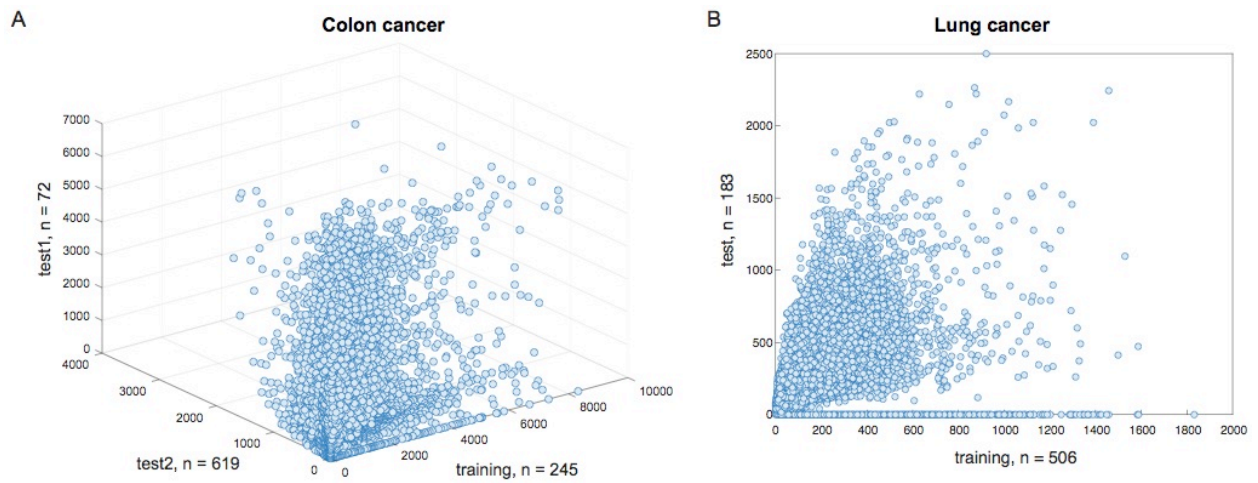 A
Colon cancer
7000
6000
5000
4000
3000
2000
1000
0
test1, n = 72
4000
3000
2000
1000
0
test2, n = 619
0
2000
4000
6000
8000
10000
training, n = 245
B
Lung cancer
2500
2000
1500
1000
500
0
test, n = 183
0 200 400 600 800 1000 1200 1400 1600 1800 2000
training, n = 506